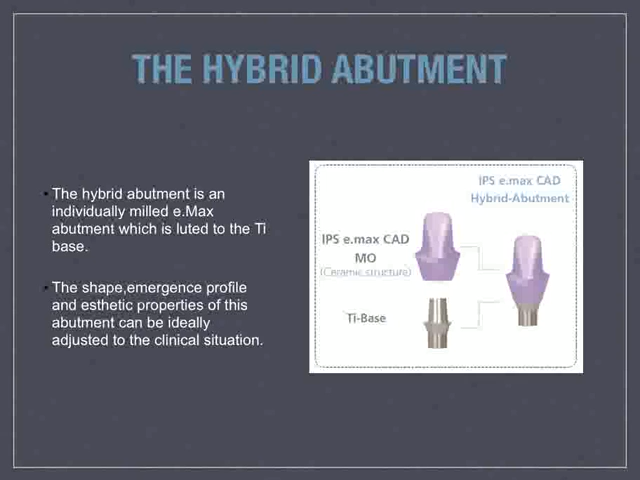 THE HYBRID ABUTMENT
• The hybrid abutment is an
individually milled e.Max
abutment which is luted to the Ti
base.
• The shape,emergence profile
and esthetic properties of this
abutment can be ideally
adjusted to the clinical situation.
IPS e.max CAD
Hybrid-Abutment
IPS e.max CAD
MO
(Ceramic structure)
Ti-Base